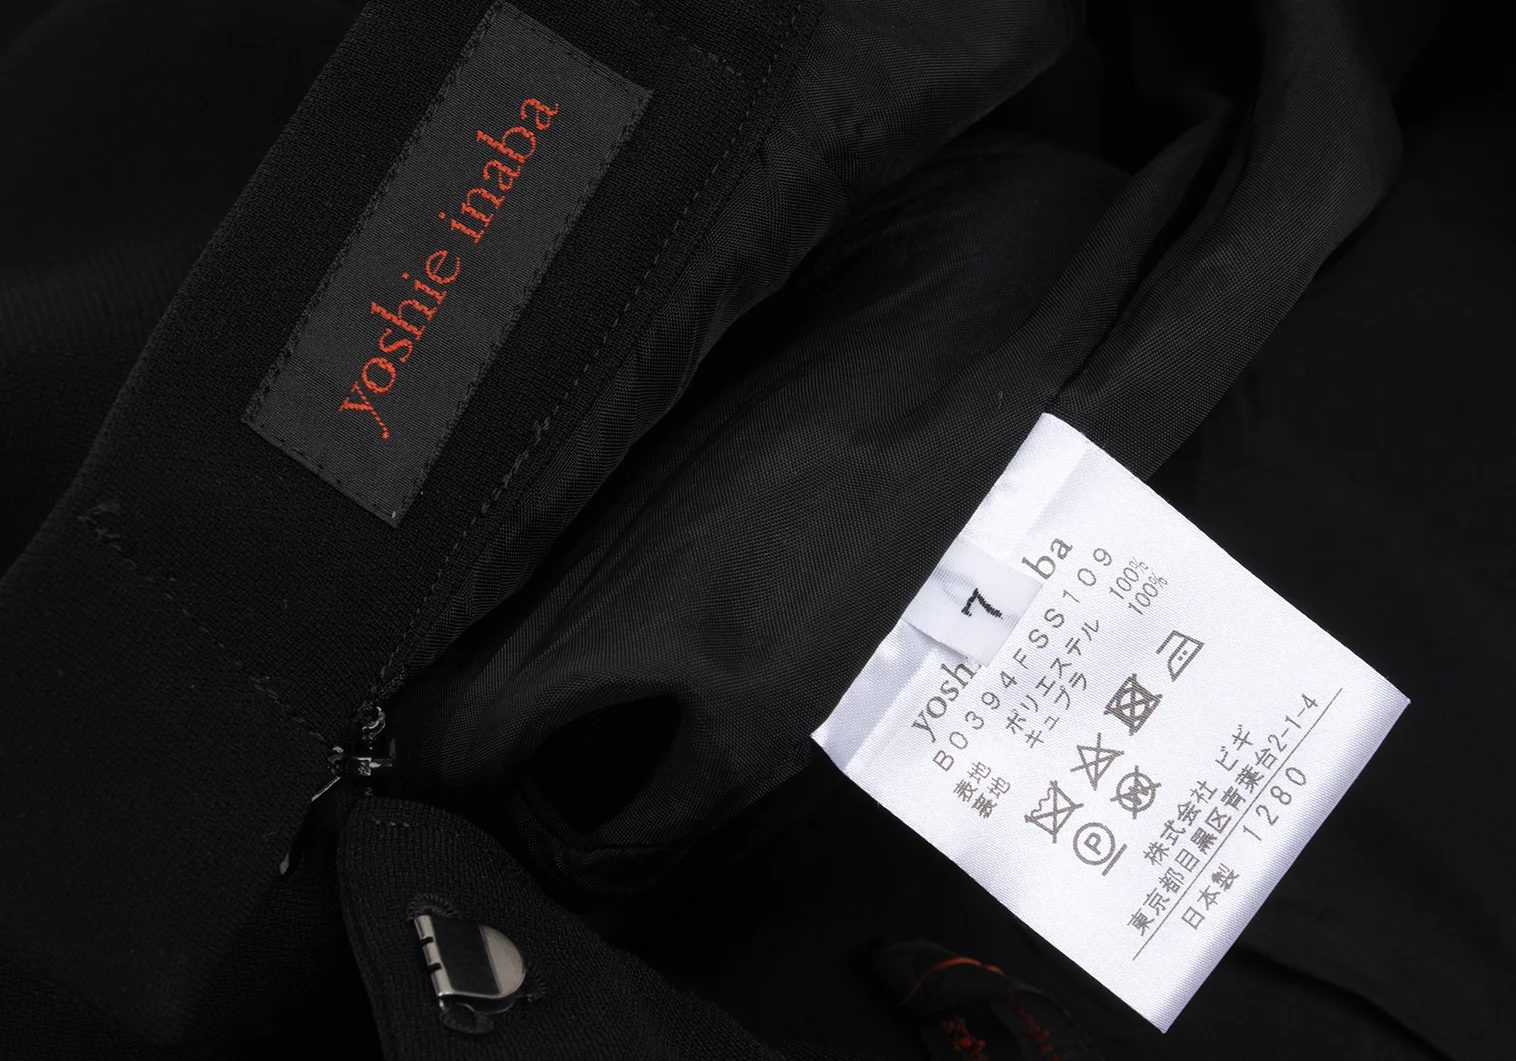 yoshie inaba
7
yosh ba
B0394FSS109
表地 ポリエステル 100%
裏地 キュプラ 100%
P
W
株式会社 ビギ
東京都目黒区青葉台2-1-4
日本製 1280